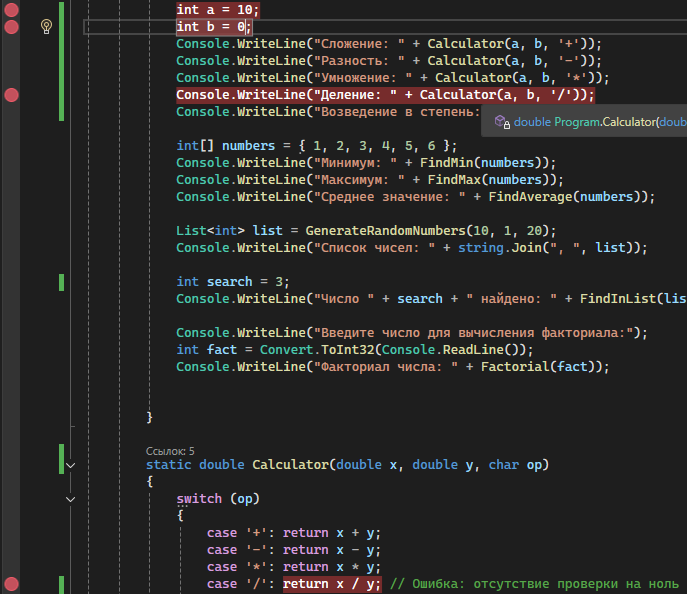 int a = 10;
int b = 0;
Console.WriteLine("Сложение: " + Calculator(a, b, '+'));
Console.WriteLine("Разность: " + Calculator(a, b, '-'));
Console.WriteLine("Умножение: " + Calculator(a, b, '*'));
Console.WriteLine("Деление: " + Calculator(a, b, '/'));
Console.WriteLine("Возведение в степень:
double Program.Calculator(doub
int[] numbers = { 1, 2, 3, 4, 5, 6 };
Console.WriteLine("Минимум: " + FindMin(numbers));
Console.WriteLine("Максимум: " + FindMax(numbers));
Console.WriteLine("Среднее значение: " + FindAverage(numbers));
List<int> list = GenerateRandomNumbers(10, 1, 20);
Console.WriteLine("Список чисел: " + string.Join(", ", list));
int search = 3;
Console.WriteLine("Число " + search + " найдено: " + FindInList(lis
Console.WriteLine("Введите число для вычисления факториала:");
int fact = Convert.ToInt32(Console.ReadLine());
Console.WriteLine("Факториал числа: " + Factorial(fact));
}
Ссылок: 5
static double Calculator(double x, double y, char op)
{
switch (op)
{
case '+': return x + y;
case '-': return x - y;
case '*': return x * y;
case '/': return x / y; // Ошибка: отсутствие проверки на ноль